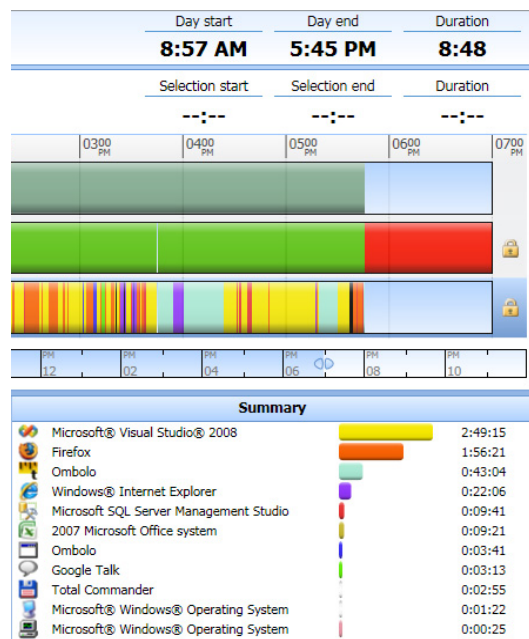 Day start Day end Duration
8:57 AM 5:45 PM 8:48
Selection start Selection end Duration
--:-- --:-- --:--
0300 PM 0400 PM 0500 PM 0600 PM 0700 PM
PM 12 PM 02 PM 04 PM 06 PM 08 PM 10
Summary
Microsoft® Visual Studio® 2008 2:49:15
Firefox 1:56:21
Ombolo 0:43:04
Windows® Internet Explorer 0:22:06
Microsoft SQL Server Management Studio 0:09:41
2007 Microsoft Office system 0:09:21
Ombolo 0:03:41
Google Talk 0:03:13
Total Commander 0:02:55
Microsoft® Windows® Operating System 0:01:22
Microsoft® Windows® Operating System 0:00:25